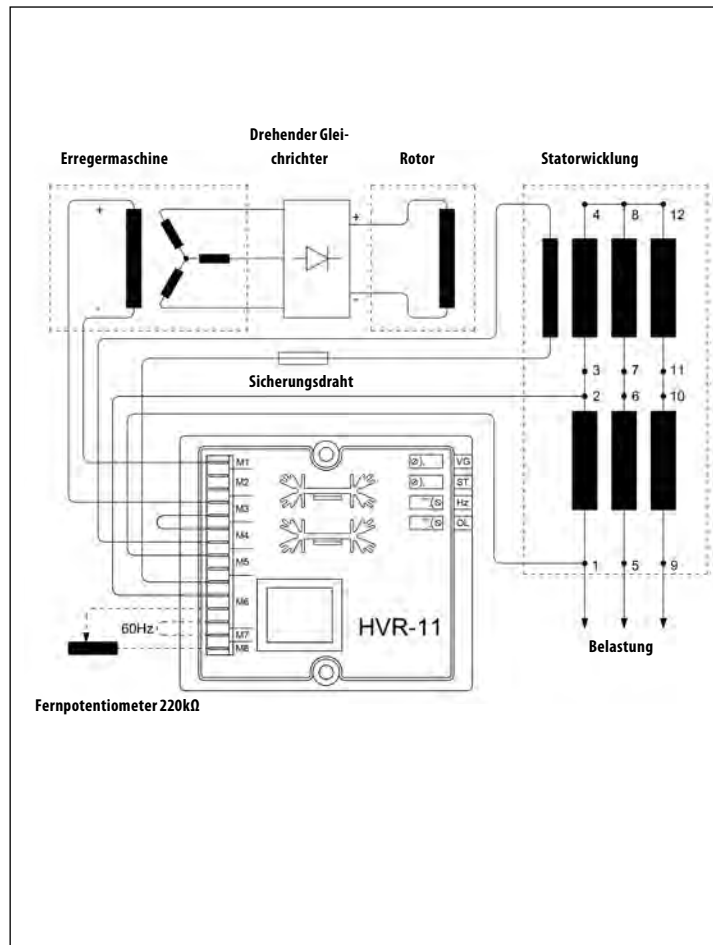 Drehender Glei-
chrichter
Erregermaschine
Rotor
Statorwicklung
+
-
+
-
4 8 12
3 7 11
2 6 10
1 5 9
Sicherungsdraht
M1
M2
M3
M4
M5
M6
M7
M8
VG
ST
Hz
OL
60Hz
HVR-11
Belastung
Fernpotentiometer 220kΩ